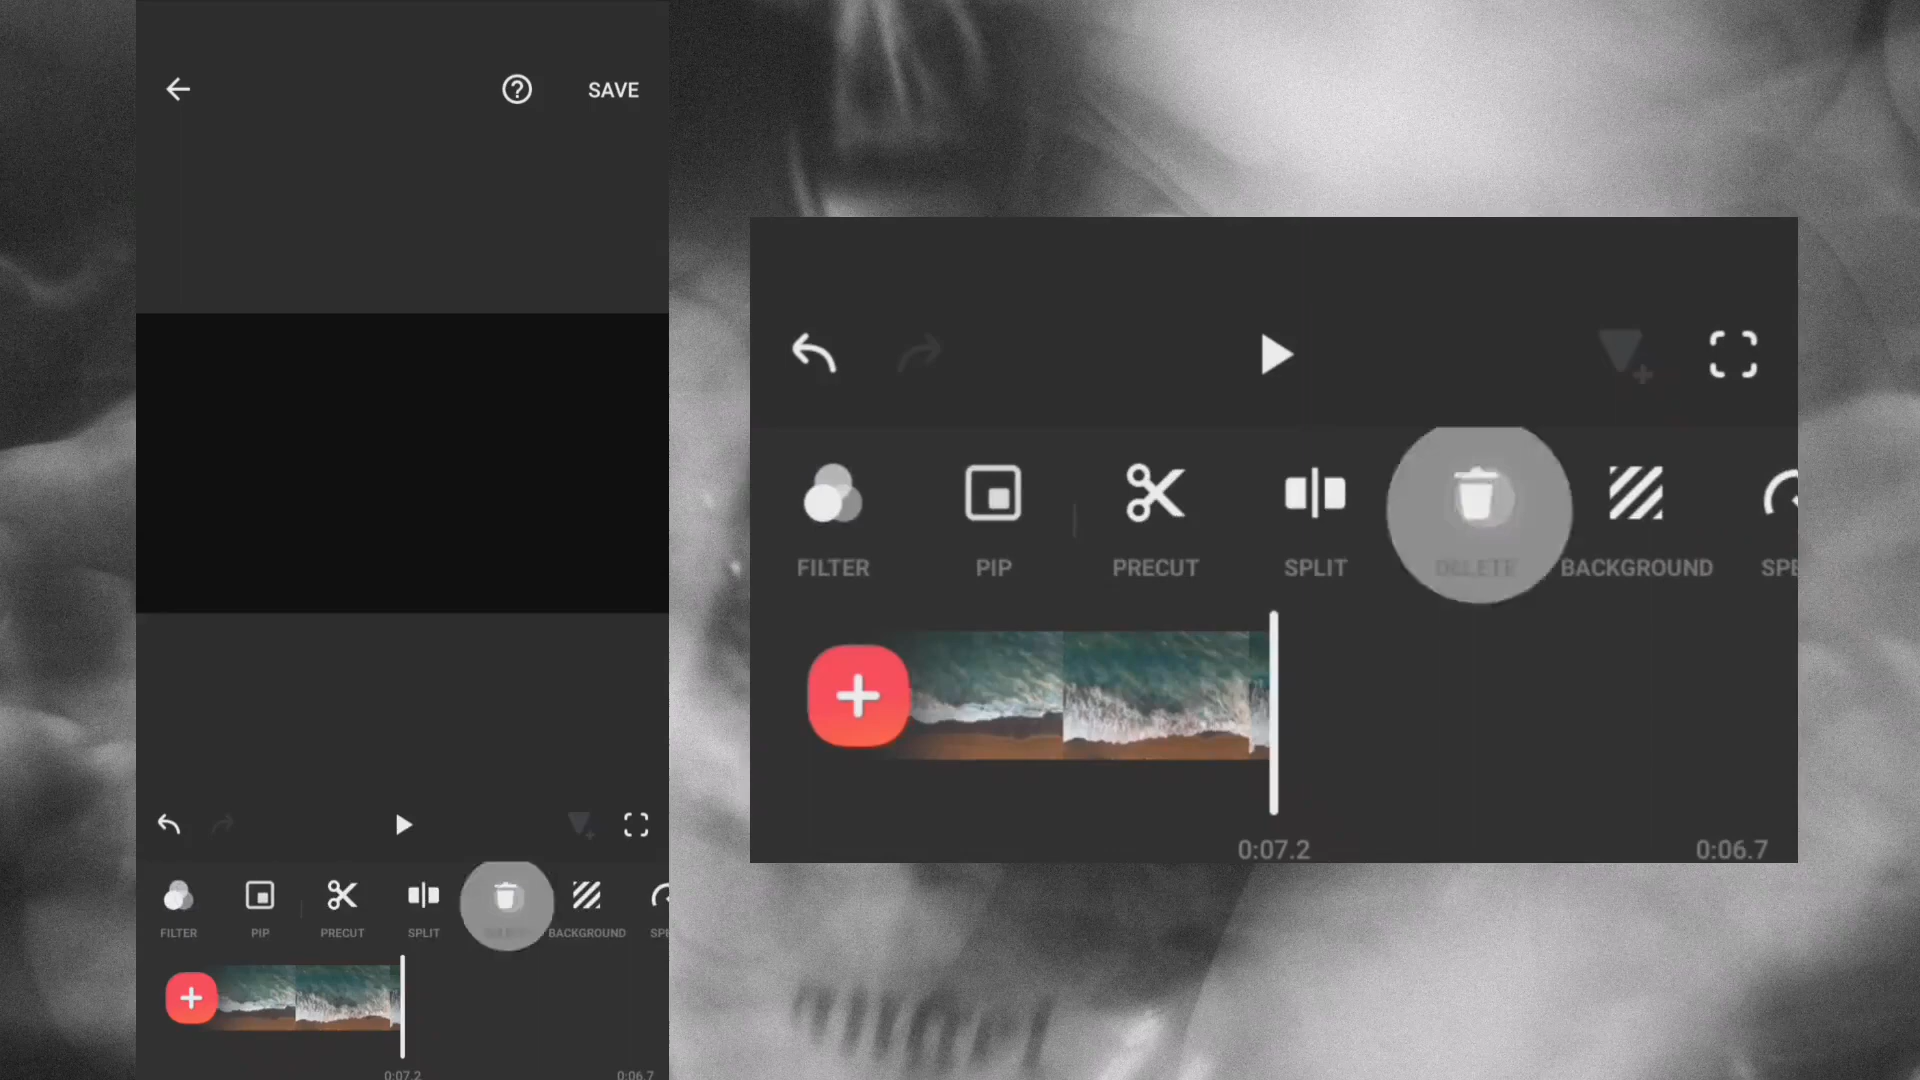 SAVE
FILTER PIP PRECUT SPLIT BACKGROUND
0:07.2 0:06.7
FILTER PIP PRECUT SPLIT DELETE BACKGROUND SPE
0:07.2 0:06.7